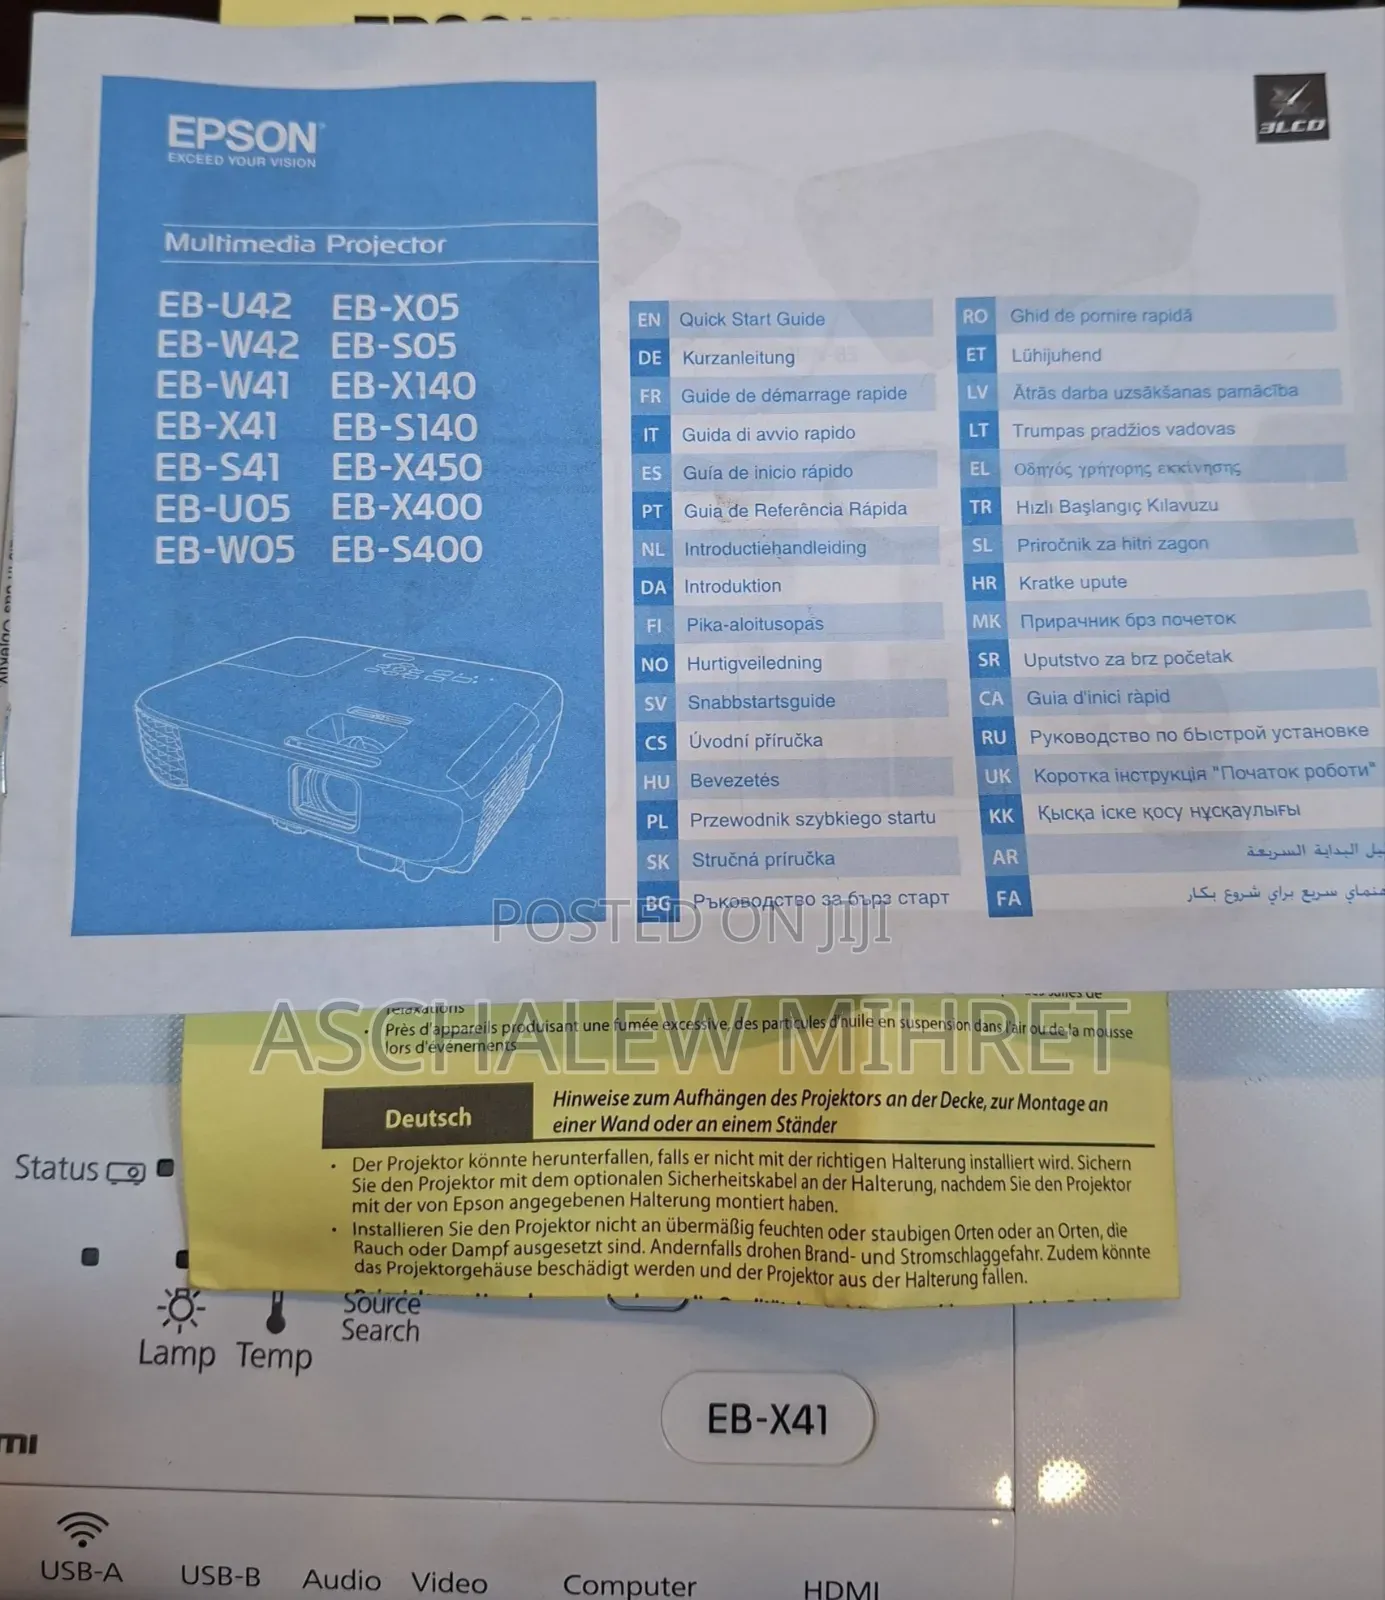 EPSON
EXCEED YOUR VISION
3LCD
Multimedia Projector
EB-U42 EB-X05
EB-W42 EB-S05
EB-W41 EB-X140
EB-X41 EB-S140
EB-S41 EB-X450
EB-U05 EB-X400
EB-W05 EB-S400
EN Quick Start Guide
DE Kurzanleitung
FR Guide de démarrage rapide
IT Guida di avvio rapido
ES Guía de inicio rápido
PT Guia de Referência Rápida
NL Introductiehandleiding
DA Introduktion
FI Pika-aloitusopas
NO Hurtigveiledning
SV Snabbstartsguide
CS Úvodní příručka
HU Bevezetés
PL Przewodnik szybkiego startu
SK Stručná príručka
BG Ръководство за бърз старт
RO Ghid de pornire rapidă
ET Lühijuhend
LV Ātrās darba uzsākšanas pamācība
LT Trumpas pradžios vadovas
EL Οδηγός γρήγορης εκκίνησης
TR Hızlı Başlangıç Kılavuzu
SL Priročnik za hitri zagon
HR Kratke upute
MK Прирачник брз почеток
SR Uputstvo za brz početak
CA Guia d'inici ràpid
RU Руководство по быстрой установке
UK Коротка інструкція "Початок роботи"
KK Қысқа іске қосу нұсқаулығы
AR البداية السريعة
FA سريع براي شروع بكار
POSTED ON JIJI
ASCHALEW MIHRET
relaxations
• Près d'appareils produisant une fumée excessive, des particules d'huile en suspension dans l'air ou de la mousse
lors d'événements
Deutsch
Hinweise zum Aufhängen des Projektors an der Decke, zur Montage an
einer Wand oder an einem Ständer
• Der Projektor könnte herunterfallen, falls er nicht mit der richtigen Halterung installiert wird. Sichern
Sie den Projektor mit dem optionalen Sicherheitskabel an der Halterung, nachdem Sie den Projektor
mit der von Epson angegebenen Halterung montiert haben.
• Installieren Sie den Projektor nicht an übermäßig feuchten oder staubigen Orten oder an Orten, die
Rauch oder Dampf ausgesetzt sind. Andernfalls drohen Brand- und Stromschlaggefahr. Zudem könnte
das Projektorgehäuse beschädigt werden und der Projektor aus der Halterung fallen.
Status
Lamp Temp
Source
Search
EB-X41
USB-A USB-B Audio Video Computer HDMI